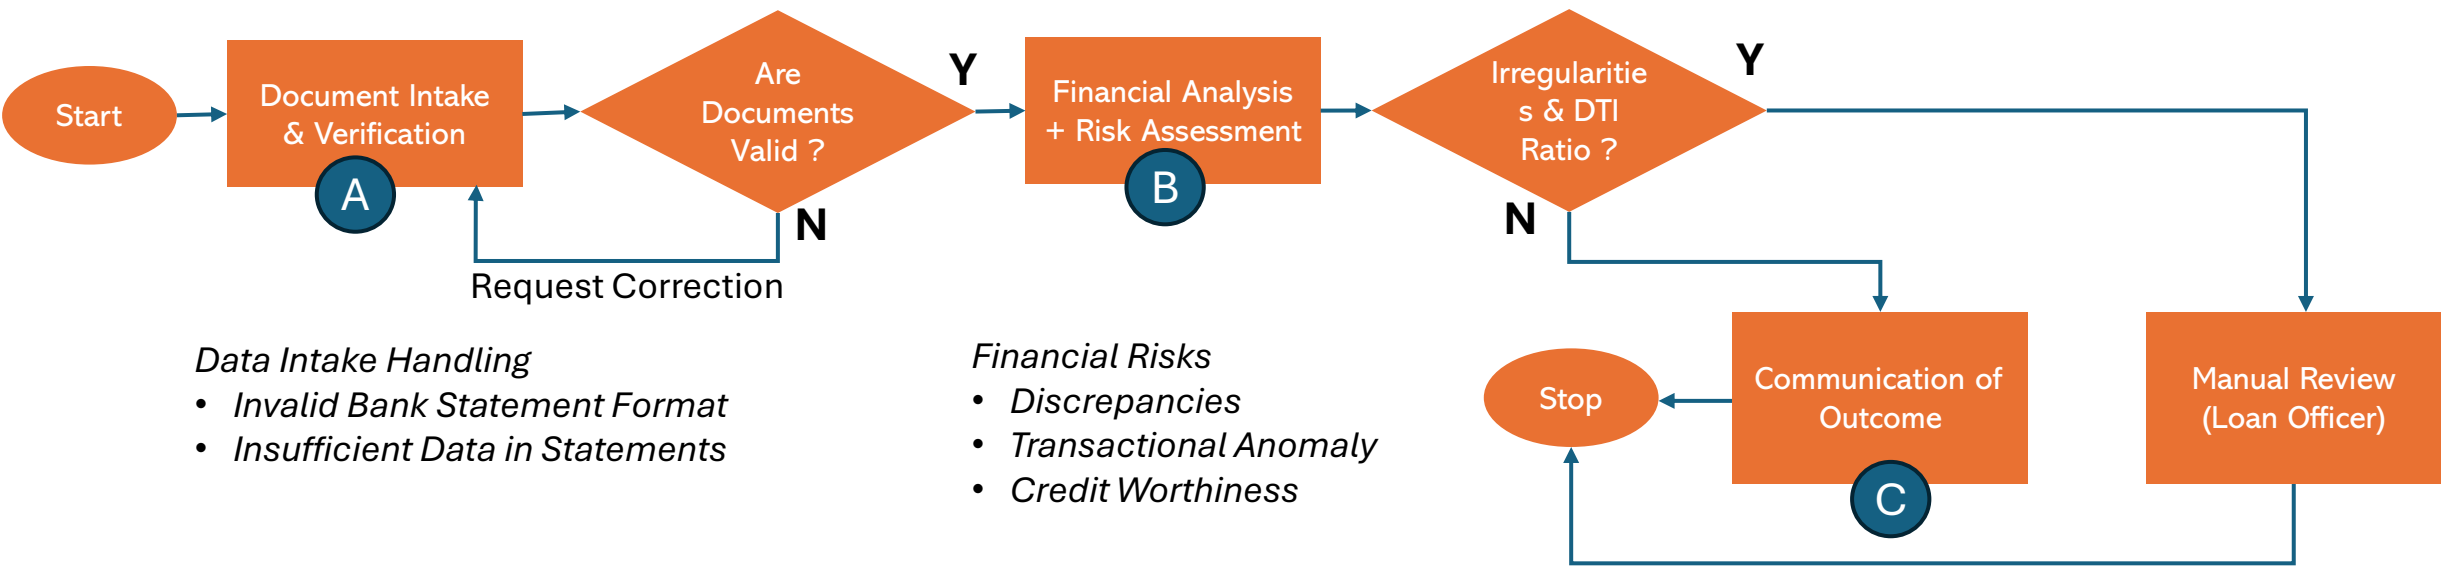 Start
Document Intake
& Verification
A
Are
Documents
Valid ?
Y
N
Request Correction
Financial Analysis
+ Risk Assessment
B
Irregularitie
s & DTI
Ratio ?
Y
N
Data Intake Handling
• Invalid Bank Statement Format
• Insufficient Data in Statements
Financial Risks
• Discrepancies
• Transactional Anomaly
• Credit Worthiness
Stop
Communication of
Outcome
C
Manual Review
(Loan Officer)